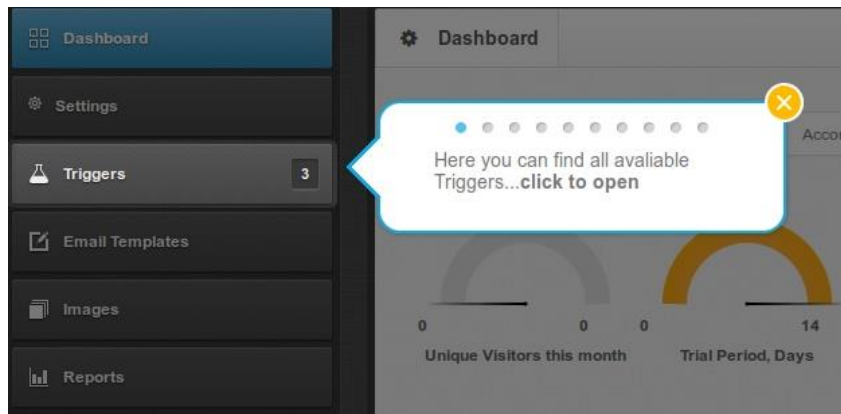 Dashboard
Settings
Triggers
3
Email Templates
Images
Reports
Dashboard
Here you can find all avaliable
Triggers...click to open
0
0
Unique Visitors this month
0
14
Trial Period, Days